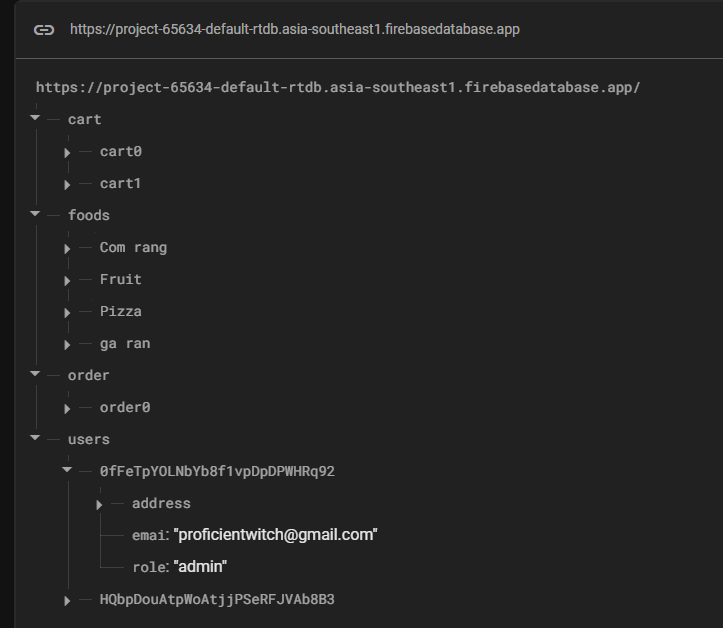 https://project-65634-default-rtdb.asia-southeast1.firebasedatabase.app
https://project-65634-default-rtdb.asia-southeast1.firebasedatabase.app/
cart
cart0
cart1
foods
Com rang
Fruit
Pizza
ga ran
order
order0
users
0fFeTpYOLNbYb8f1vpDpDPWHRq92
address
emai: "proficientwitch@gmail.com"
role: "admin"
HQbpDouAtpWoAtjjPSeRFJVAb8B3